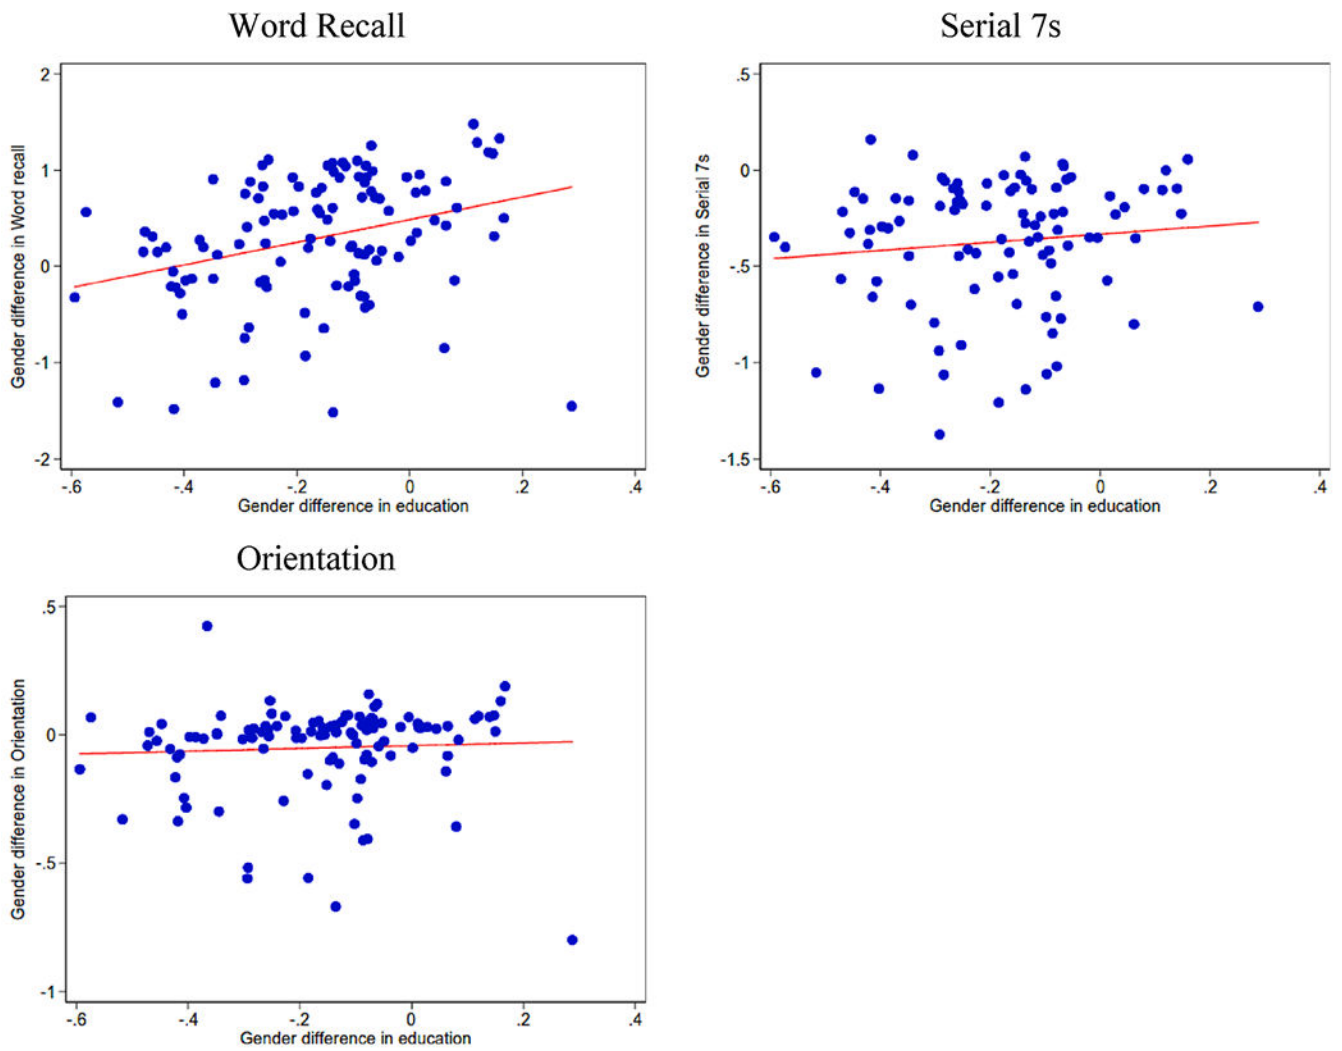 Word Recall
2
1
0
-1
-2
Gender difference in Word recall
-.6 -.4 -.2 0 .2 .4
Gender difference in education
Serial 7s
.5
0
-.5
-1
-1.5
Gender difference in Serial 7s
-.6 -.4 -.2 0 .2 .4
Gender difference in education
Orientation
.5
0
-.5
-1
Gender difference in Orientation
-.6 -.4 -.2 0 .2 .4
Gender difference in education